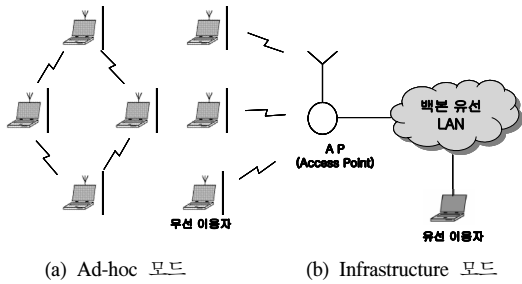 백본 유선
LAN
A P
(Access Point)
무선 이용자
유선 이용자
(a) Ad-hoc 모드
(b) Infrastructure 모드